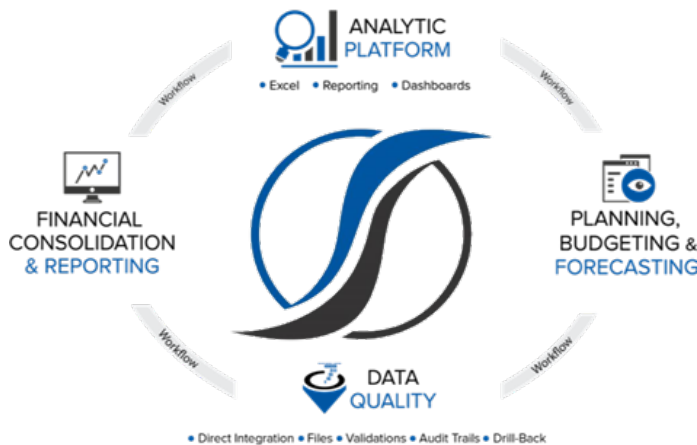 ANALYTIC
PLATFORM
• Excel • Reporting • Dashboards
Workflow
Workflow
FINANCIAL
CONSOLIDATION
& REPORTING
PLANNING,
BUDGETING &
FORECASTING
Workflow
Workflow
DATA
QUALITY
• Direct Integration • Files • Validations • Audit Trails • Drill-Back